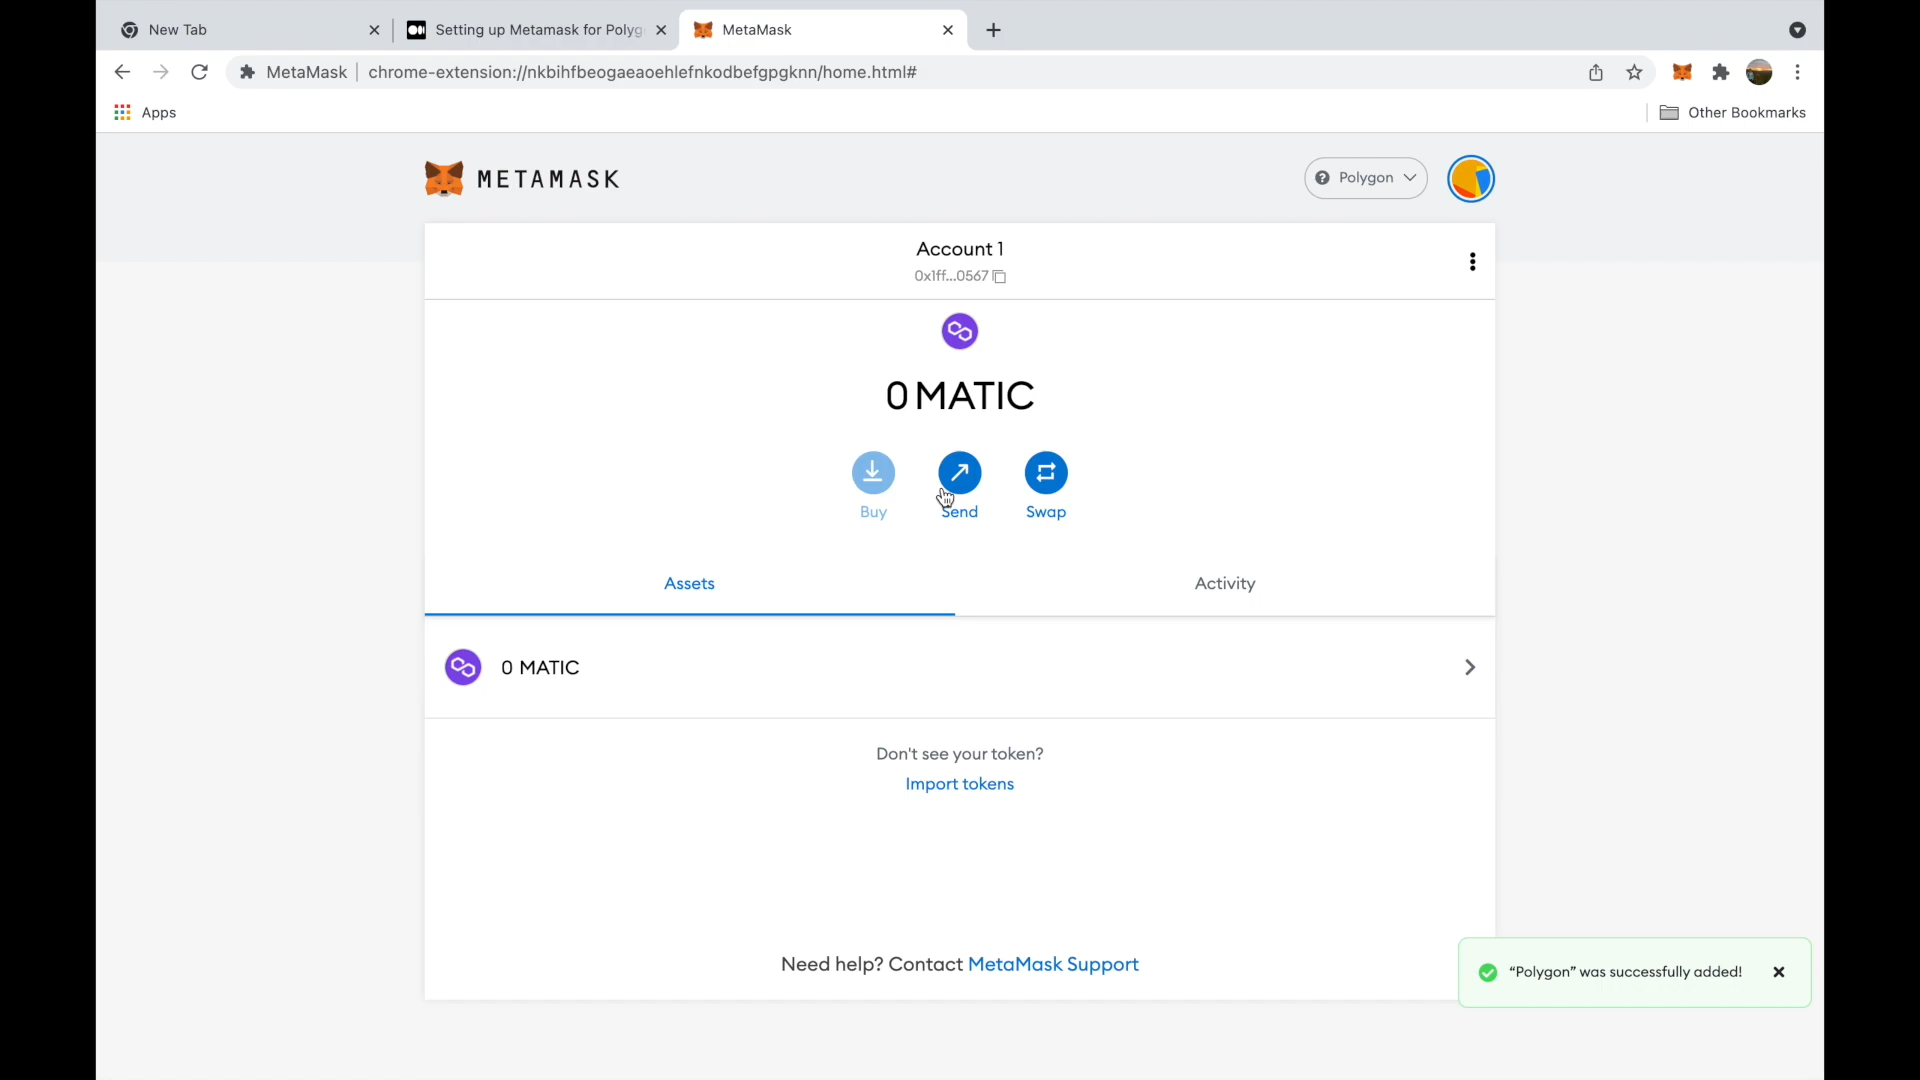 New Tab
Setting up Metamask for Polyg
MetaMask
MetaMask
chrome-extension://nkbihfbeogaeaoehlefnkodbefgpgknn/home.html#
Apps
Other Bookmarks
METAMASK
Polygon
Account 1
0x1ff...0567
0 MATIC
Buy
Send
Swap
Assets
Activity
0 MATIC
Don't see your token?
Import tokens
Need help? Contact MetaMask Support
“Polygon” was successfully added!